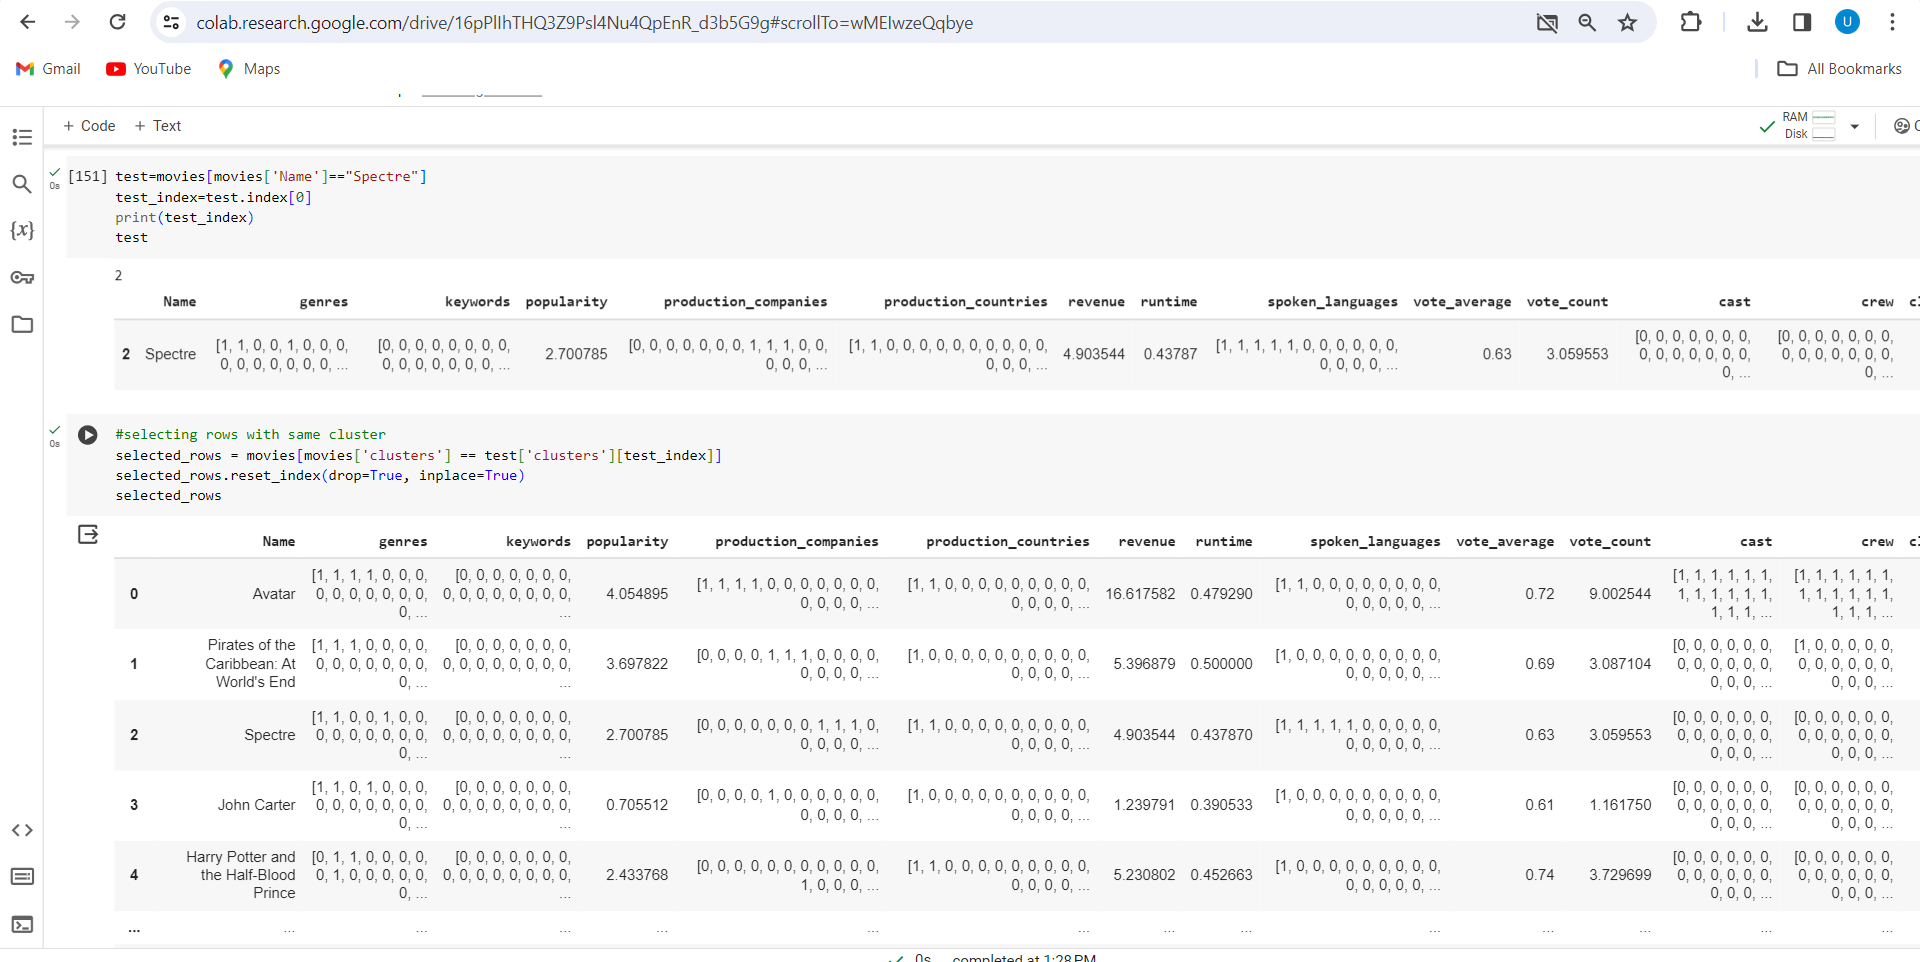 colab.research.google.com/drive/16pPlIhTHQ3Z9Psl4Nu4QpEnR_d3b5G9g#scrollTo=wMEIwzeQqbye
U
Gmail YouTube Maps All Bookmarks
+ Code + Text RAM Disk
[151] test=movies[movies['Name']=="Spectre"]
0s
test_index=test.index[0]
print(test_index)
test
2
Name genres keywords popularity production_companies production_countries revenue runtime spoken_languages vote_average vote_count cast crew
2 Spectre [1, 1, 0, 0, 1, 0, 0, 0, 0, 0, 0, 0, 0, 0, 0, ... [0, 0, 0, 0, 0, 0, 0, 0, 0, 0, 0, 0, 0, 0, 0, ... 2.700785 [0, 0, 0, 0, 0, 0, 0, 1, 1, 1, 0, 0, 0, 0, 0, ... [1, 1, 0, 0, 0, 0, 0, 0, 0, 0, 0, 0, 0, 0, 0, ... 4.903544 0.43787 [1, 1, 1, 1, 1, 0, 0, 0, 0, 0, 0, 0, 0, 0, 0, ... 0.63 3.059553 [0, 0, 0, 0, 0, 0, 0, 0, 0, 0, 0, 0, 0, 0, 0, ... [0, 0, 0, 0, 0, 0, 0, 0, 0, 0, 0, 0, 0, 0, 0, ...
0s
#selecting rows with same cluster
selected_rows = movies[movies['clusters'] == test['clusters'][test_index]]
selected_rows.reset_index(drop=True, inplace=True)
selected_rows
Name genres keywords popularity production_companies production_countries revenue runtime spoken_languages vote_average vote_count cast crew
0 Avatar [1, 1, 1, 1, 0, 0, 0, 0, 0, 0, 0, 0, 0, 0, 0, ... [0, 0, 0, 0, 0, 0, 0, 0, 0, 0, 0, 0, 0, 0, ... 4.054895 [1, 1, 1, 1, 0, 0, 0, 0, 0, 0, 0, 0, 0, 0, 0, ... [1, 1, 0, 0, 0, 0, 0, 0, 0, 0, 0, 0, 0, 0, ... 16.617582 0.479290 [1, 1, 0, 0, 0, 0, 0, 0, 0, 0, 0, 0, 0, 0, ... 0.72 9.002544 [1, 1, 1, 1, 1, 1, 1, 1, 1, 1, 1, 1, 1, 1, 1, ... [1, 1, 1, 1, 1, 1, 1, 1, 1, 1, 1, 1, 1, 1, 1, ...
1 Pirates of the Caribbean: At World's End [1, 1, 1, 0, 0, 0, 0, 0, 0, 0, 0, 0, 0, 0, 0, ... [0, 0, 0, 0, 0, 0, 0, 0, 0, 0, 0, 0, 0, 0, ... 3.697822 [0, 0, 0, 0, 1, 1, 1, 0, 0, 0, 0, 0, 0, 0, 0, ... [1, 0, 0, 0, 0, 0, 0, 0, 0, 0, 0, 0, 0, 0, ... 5.396879 0.500000 [1, 0, 0, 0, 0, 0, 0, 0, 0, 0, 0, 0, 0, 0, ... 0.69 3.087104 [0, 0, 0, 0, 0, 0, 0, 0, 0, 0, 0, 0, 0, 0, 0, ... [1, 0, 0, 0, 0, 0, 0, 0, 0, 0, 0, 0, 0, 0, 0, ...
2 Spectre [1, 1, 0, 0, 1, 0, 0, 0, 0, 0, 0, 0, 0, 0, 0, ... [0, 0, 0, 0, 0, 0, 0, 0, 0, 0, 0, 0, 0, 0, ... 2.700785 [0, 0, 0, 0, 0, 0, 0, 1, 1, 1, 0, 0, 0, 0, 0, ... [1, 1, 0, 0, 0, 0, 0, 0, 0, 0, 0, 0, 0, 0, ... 4.903544 0.437870 [1, 1, 1, 1, 1, 0, 0, 0, 0, 0, 0, 0, 0, 0, ... 0.63 3.059553 [0, 0, 0, 0, 0, 0, 0, 0, 0, 0, 0, 0, 0, 0, 0, ... [0, 0, 0, 0, 0, 0, 0, 0, 0, 0, 0, 0, 0, 0, 0, ...
3 John Carter [1, 1, 0, 1, 0, 0, 0, 0, 0, 0, 0, 0, 0, 0, 0, ... [0, 0, 0, 0, 0, 0, 0, 0, 0, 0, 0, 0, 0, 0, ... 0.705512 [0, 0, 0, 0, 1, 0, 0, 0, 0, 0, 0, 0, 0, 0, 0, ... [1, 0, 0, 0, 0, 0, 0, 0, 0, 0, 0, 0, 0, 0, ... 1.239791 0.390533 [1, 0, 0, 0, 0, 0, 0, 0, 0, 0, 0, 0, 0, 0, ... 0.61 1.161750 [0, 0, 0, 0, 0, 0, 0, 0, 0, 0, 0, 0, 0, 0, 0, ... [0, 0, 0, 0, 0, 0, 0, 0, 0, 0, 0, 0, 0, 0, 0, ...
4 Harry Potter and the Half-Blood Prince [0, 1, 1, 0, 0, 0, 0, 0, 1, 0, 0, 0, 0, 0, 0, ... [0, 0, 0, 0, 0, 0, 0, 0, 0, 0, 0, 0, 0, 0, ... 2.433768 [0, 0, 0, 0, 0, 0, 0, 0, 0, 0, 0, 1, 0, 0, 0, ... [1, 1, 0, 0, 0, 0, 0, 0, 0, 0, 0, 0, 0, 0, ... 5.230802 0.452663 [1, 0, 0, 0, 0, 0, 0, 0, 0, 0, 0, 0, 0, 0, ... 0.74 3.729699 [0, 0, 0, 0, 0, 0, 0, 0, 0, 0, 0, 0, 0, 0, 0, ... [0, 0, 0, 0, 0, 0, 0, 0, 0, 0, 0, 0, 0, 0, 0, ...
... ... ... ... ... ... ... ... ... ... ... ... ... ...
0s completed at 1:28 PM